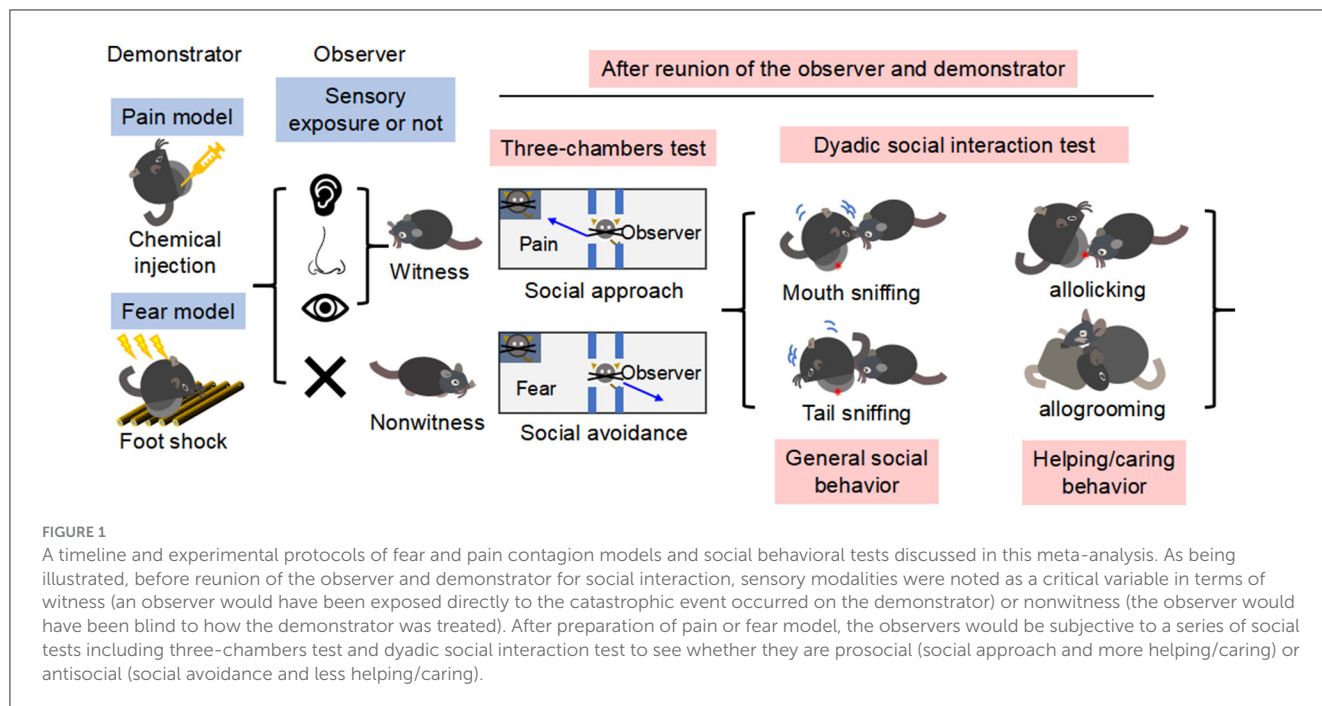 Demonstrator
Observer
After reunion of the observer and demonstrator
Sensory
exposure or not
Pain model
Three-chambers test
Dyadic social interaction test
Chemical
injection
Witness
Pain
Observer
Social approach
Mouth sniffing
allolicking
Fear model
Foot shock
Nonwitness
Fear
Observer
Social avoidance
Tail sniffing
allogrooming
General social
behavior
Helping/caring
behavior
FIGURE 1
A timeline and experimental protocols of fear and pain contagion models and social behavioral tests discussed in this meta-analysis. As being
illustrated, before reunion of the observer and demonstrator for social interaction, sensory modalities were noted as a critical variable in terms of
witness (an observer would have been exposed directly to the catastrophic event occurred on the demonstrator) or nonwitness (the observer would
have been blind to how the demonstrator was treated). After preparation of pain or fear model, the observers would be subjective to a series of social
tests including three-chambers test and dyadic social interaction test to see whether they are prosocial (social approach and more helping/caring) or
antisocial (social avoidance and less helping/caring).